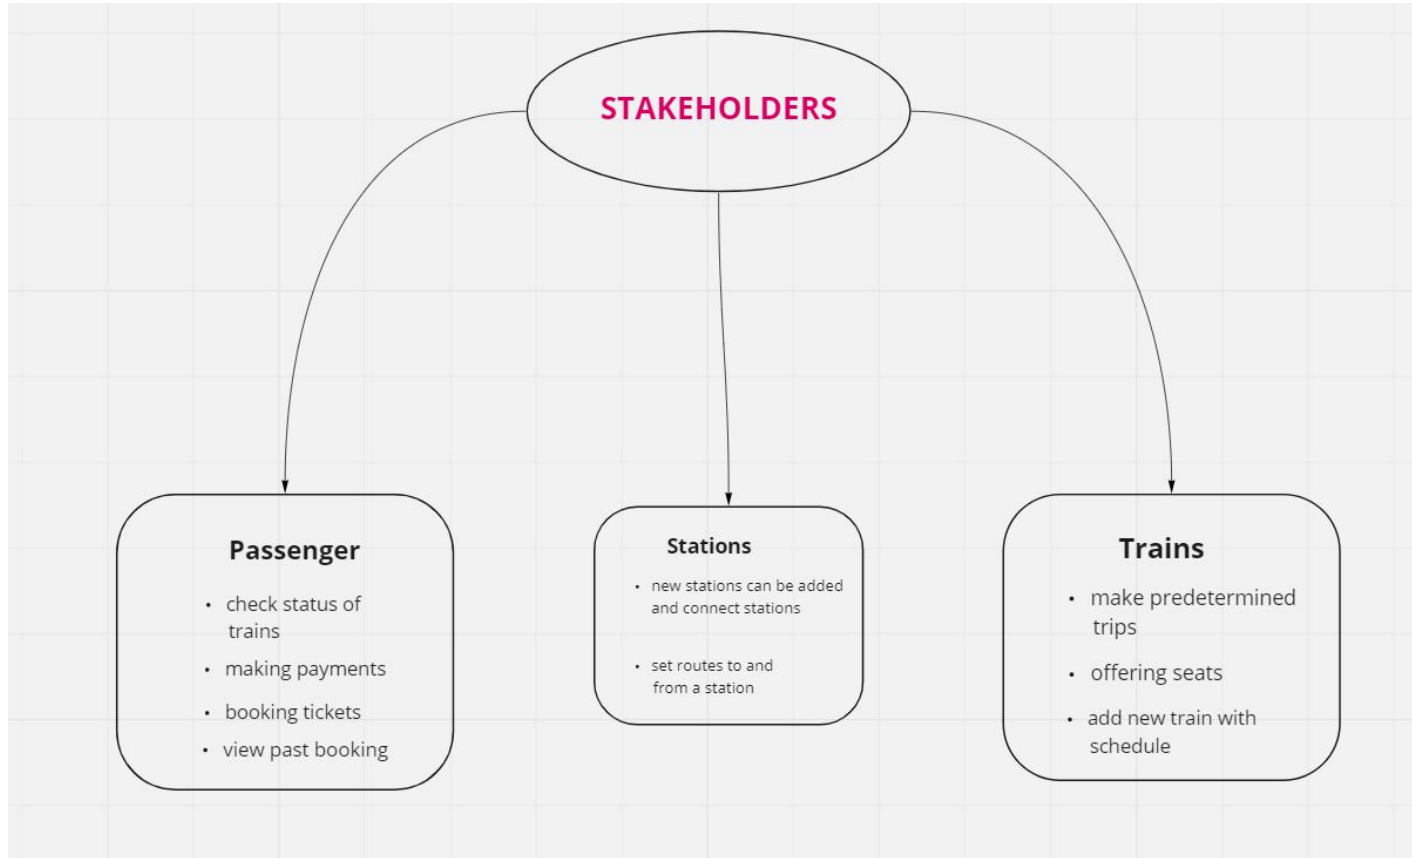 STAKEHOLDERS
Passenger
• check status of
trains
• making payments
• booking tickets
• view past booking
Stations
• new stations can be added
and connect stations
• set routes to and
from a station
Trains
• make predetermined
trips
• offering seats
• add new train with
schedule